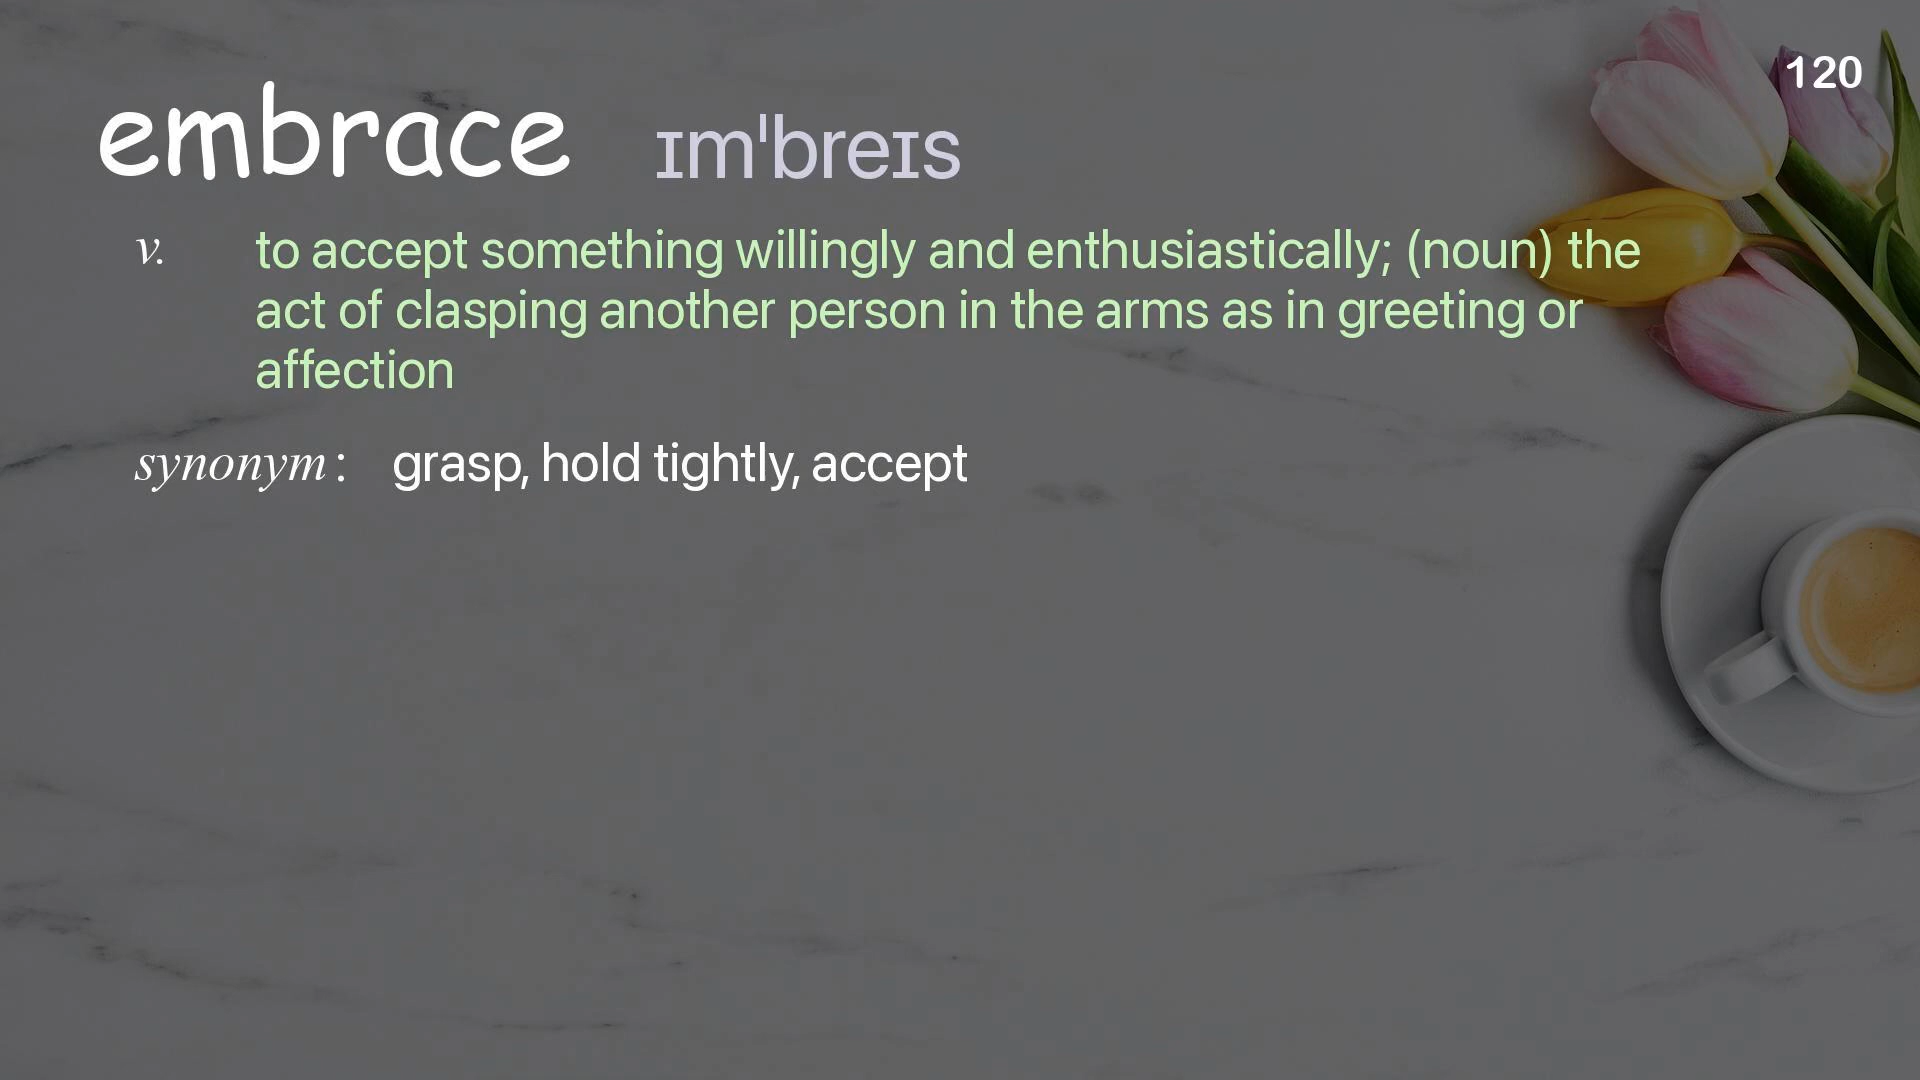 120
embrace ɪmˈbreɪs
v. to accept something willingly and enthusiastically; (noun) the
act of clasping another person in the arms as in greeting or
affection
synonym : grasp, hold tightly, accept